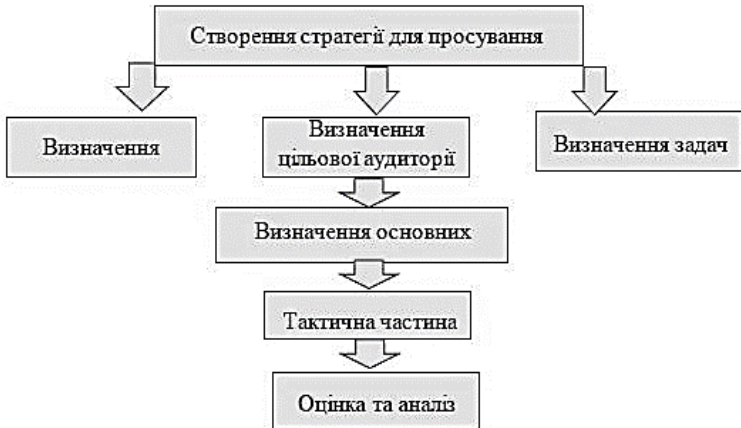 Створення стратегії для просування
Визначення
Визначення
цільової аудиторії
Визначення задач
Визначення основних
Тактична частина
Оцінка та аналіз